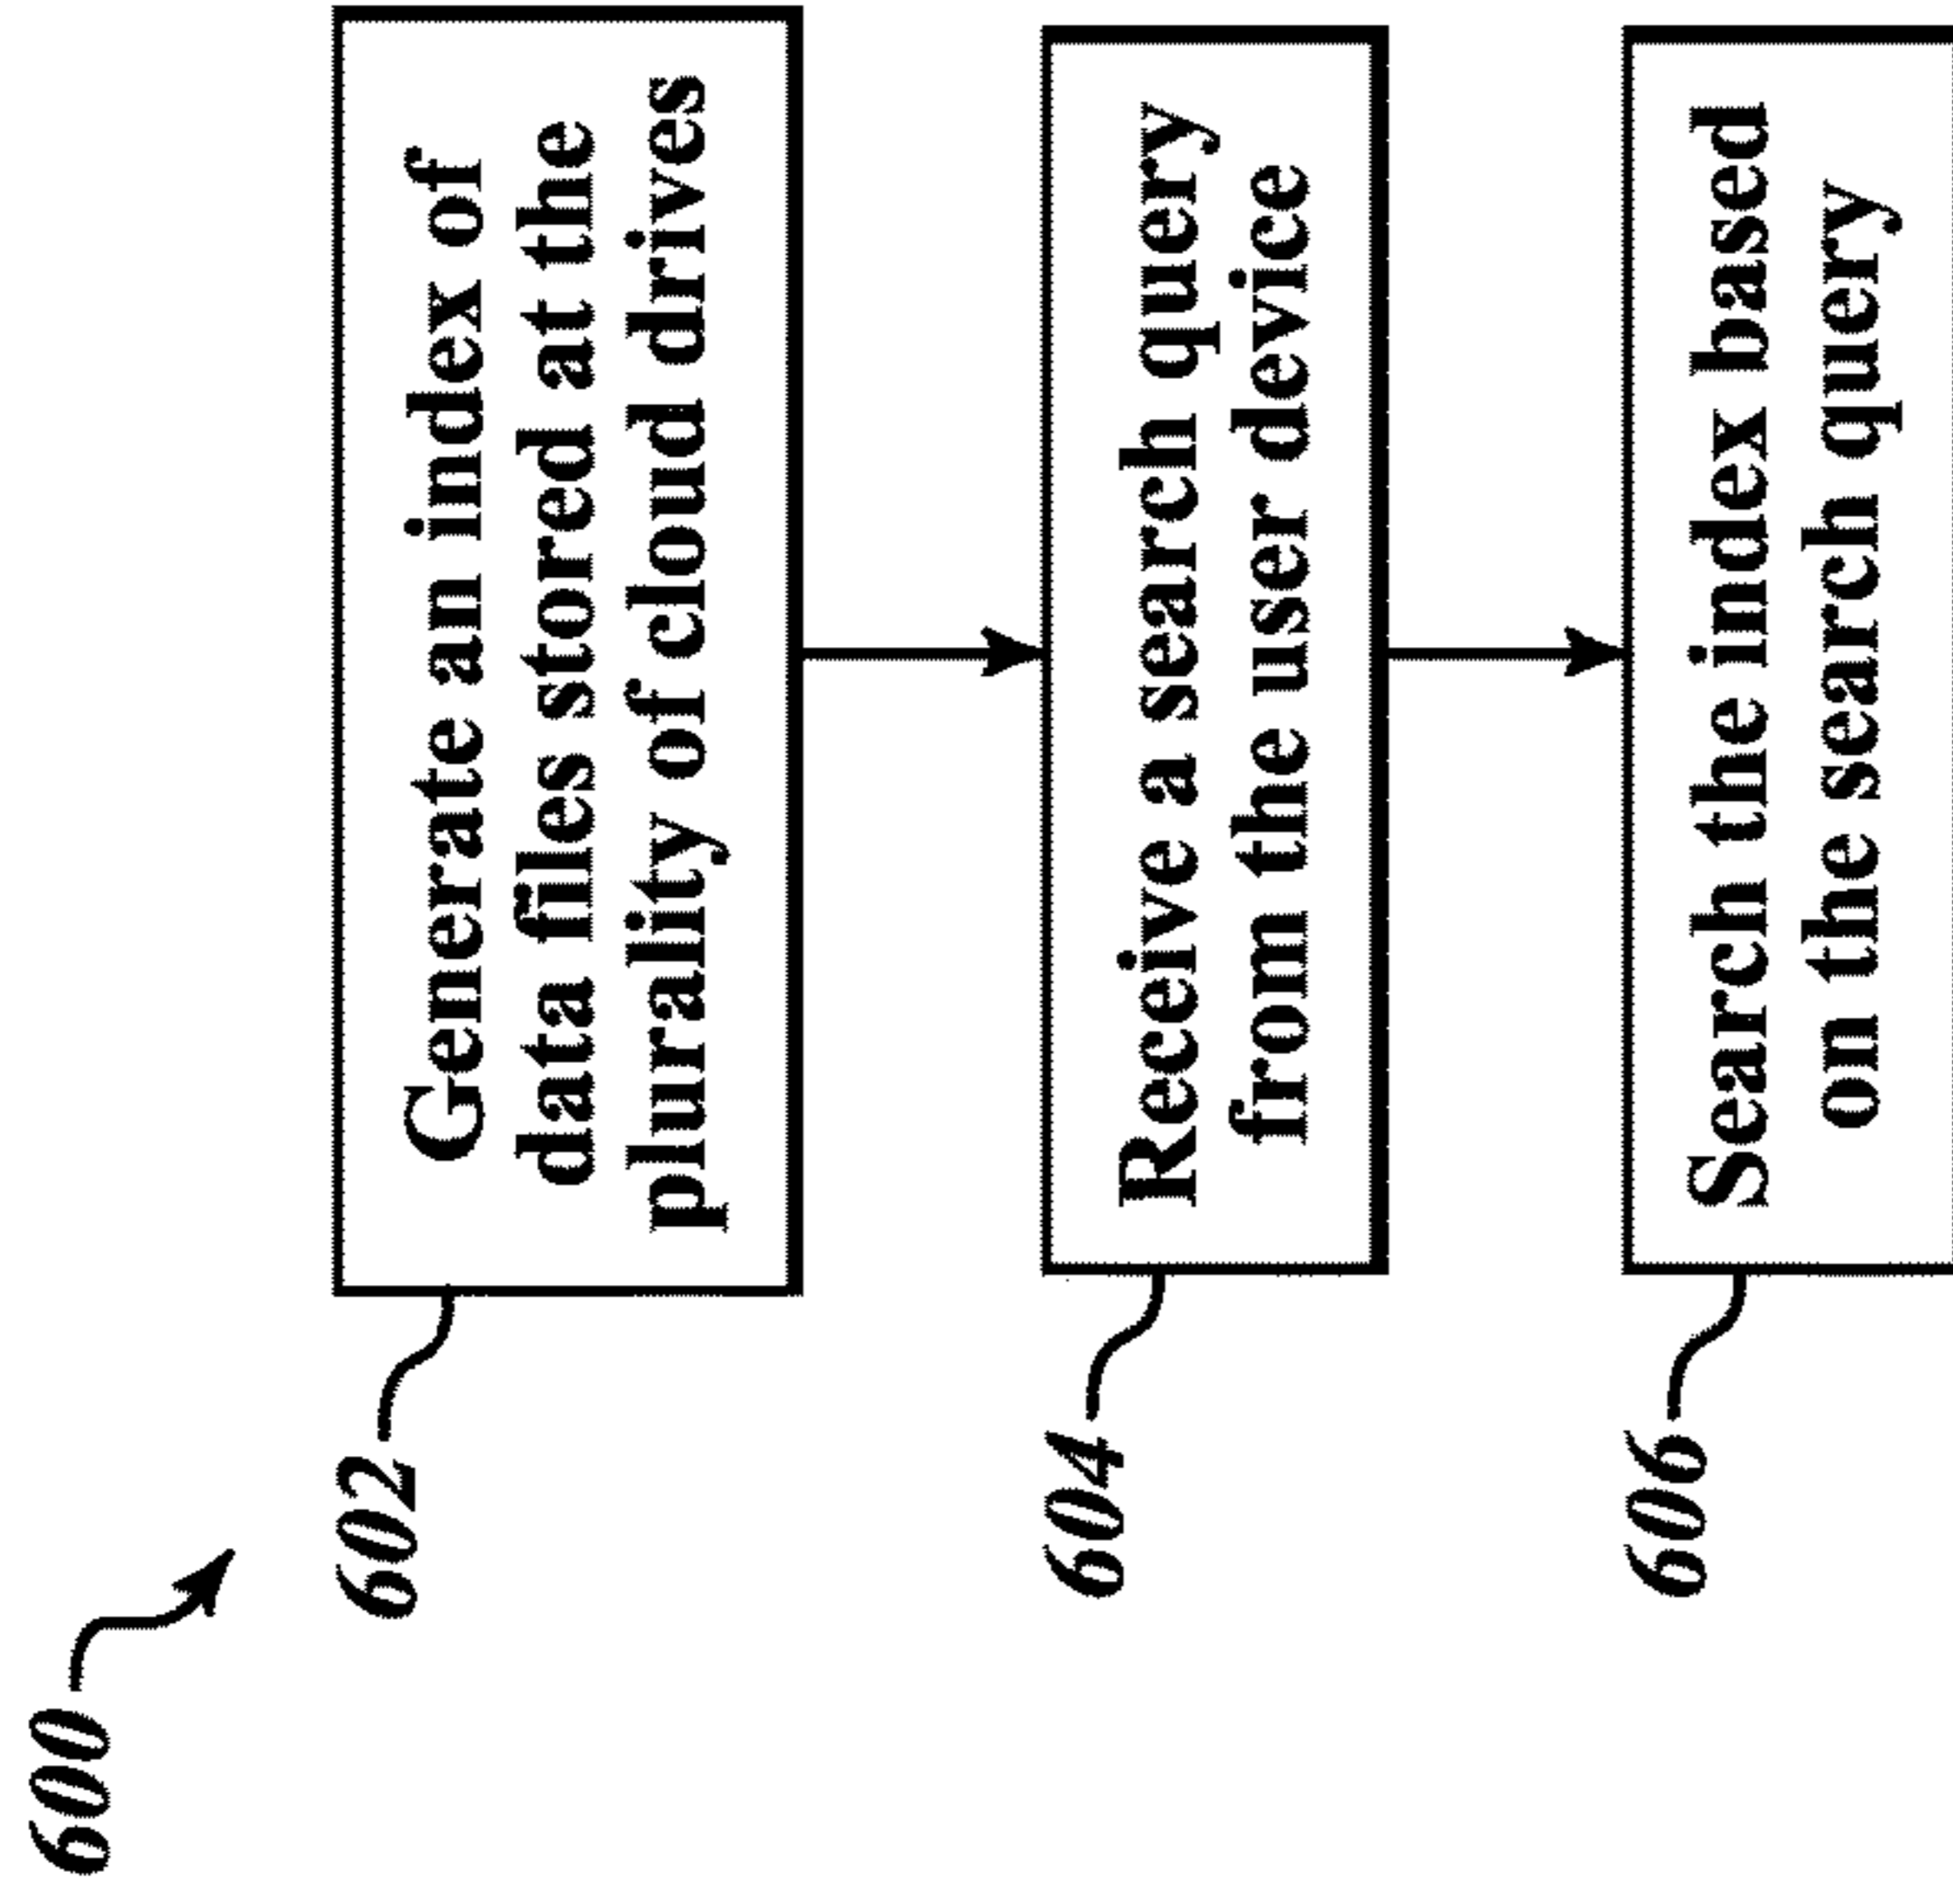 600
602
Generate an index of
data files stored at the
plurality of cloud drives
604
Receive a search query
from the user device
606
Search the index based
on the search query